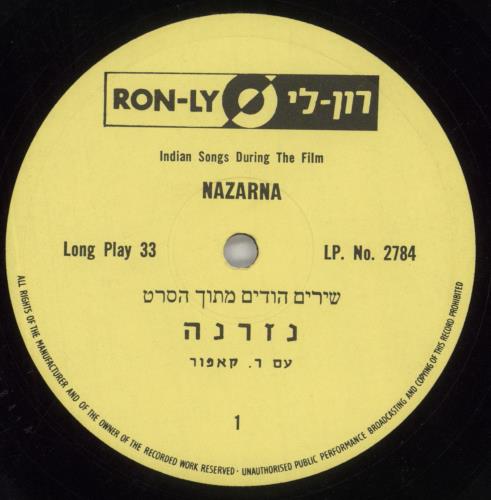 RON-LY רון-לי
Indian Songs During The Film
NAZARNA
Long Play 33 LP. No. 2784
שירים הודים מתוך הסרט
נזרנה
עם ר. קאפור
1
ALL RIGHTS OF THE MANUFACTURER AND OF THE OWNER OF THE RECORDED WORK RESERVED · UNAUTHORISED PUBLIC PERFORMANCE BROADCASTING AND COPYING OF THIS RECORD PROHIBITED